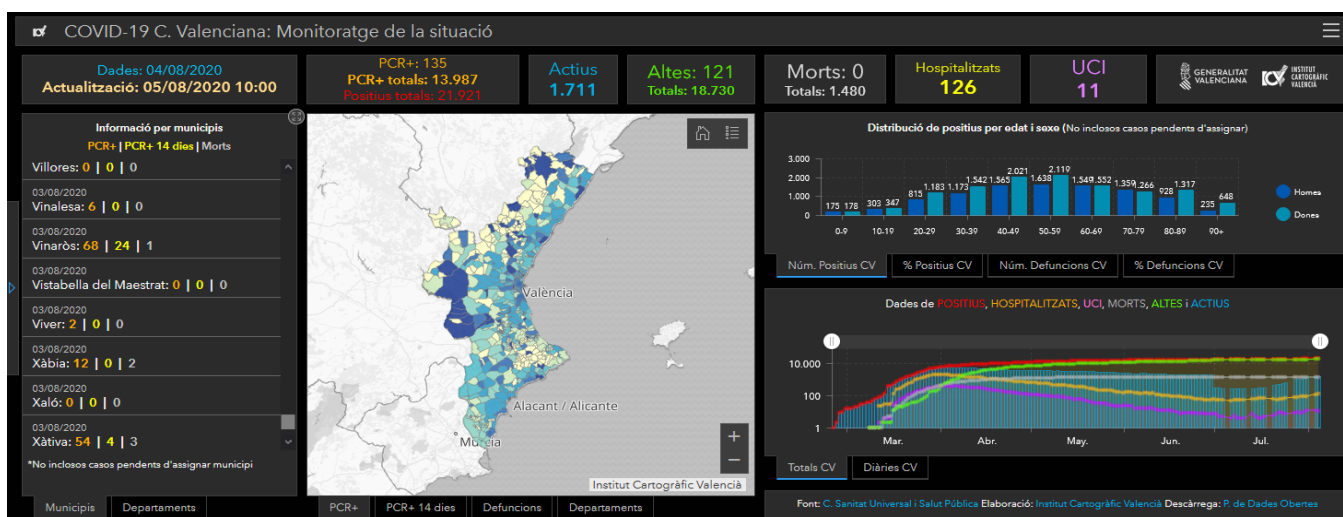 COVID-19 C. Valenciana: Monitoratge de la situació
Dades: 04/08/2020
Actualització: 05/08/2020 10:00
PCR+: 135
PCR+ totals: 13.987
Positius totals: 21.921
Actius
1.711
Altes: 121
Totals: 18.730
Morts: 0
Totals: 1.480
Hospitalitzats
126
UCI
11
GENERALITAT
VALENCIANA
INSTITUT
CARTOGRÀFIC
VALENCIÀ
Informació per municipis
PCR+ | PCR+ 14 dies | Morts
Villores: 0 | 0 | 0
03/08/2020
Vinalesa: 6 | 0 | 0
03/08/2020
Vinaròs: 68 | 24 | 1
03/08/2020
Vistabella del Maestrat: 0 | 0 | 0
03/08/2020
Viver: 2 | 0 | 0
03/08/2020
Xàbia: 12 | 0 | 2
03/08/2020
Xaló: 0 | 0 | 0
03/08/2020
Xàtiva: 54 | 4 | 3
*No inclosos casos pendents d'assignar municipi
Municipis Departaments
València
Alacant / Alicante
Murcia
+
−
Institut Cartogràfic Valencià
PCR+ PCR+ 14 dies Defuncions Departaments
Distribució de positius per edat i sexe (No inclosos casos pendents d'assignar)
3.000
2.000
1.000
0
175 178 303 347 815 1.183 1.173 1.542 1.565 2.021 1.638 2.119 1.549 1.552 1.359 1.266 928 1.317 235 648
0-9 10-19 20-29 30-39 40-49 50-59 60-69 70-79 80-89 90+
Homes
Dones
Núm. Positius CV % Positius CV Núm. Defuncions CV % Defuncions CV
Dades de POSITIUS, HOSPITALITZATS, UCI, MORTS, ALTES i ACTIUS
10.000
100
1
Mar. Abr. May. Jun. Jul.
Totals CV Diàries CV
Font: C. Sanitat Universal i Salut Pública Elaboració: Institut Cartogràfic Valencià Descàrrega: P. de Dades Obertes